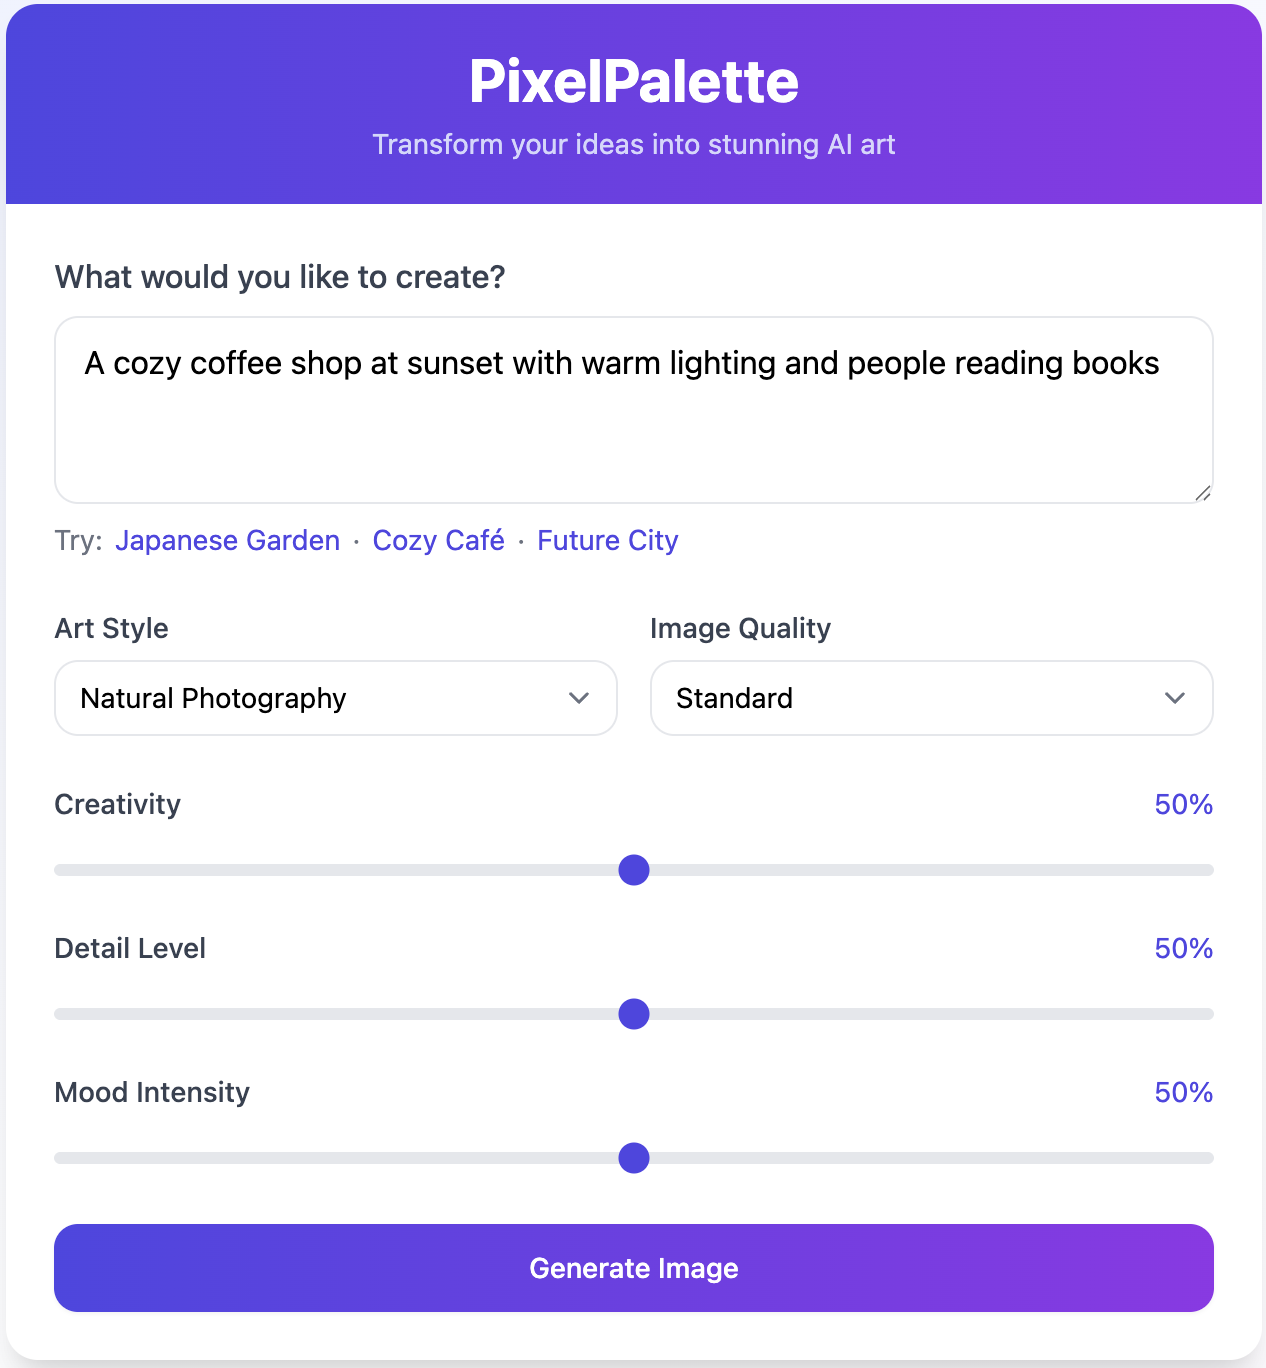 PixelPalette
Transform your ideas into stunning AI art
What would you like to create?
A cozy coffee shop at sunset with warm lighting and people reading books
Try: Japanese Garden · Cozy Café · Future City
Art Style
Image Quality
Natural Photography
Standard
Creativity 50%
Detail Level 50%
Mood Intensity 50%
Generate Image